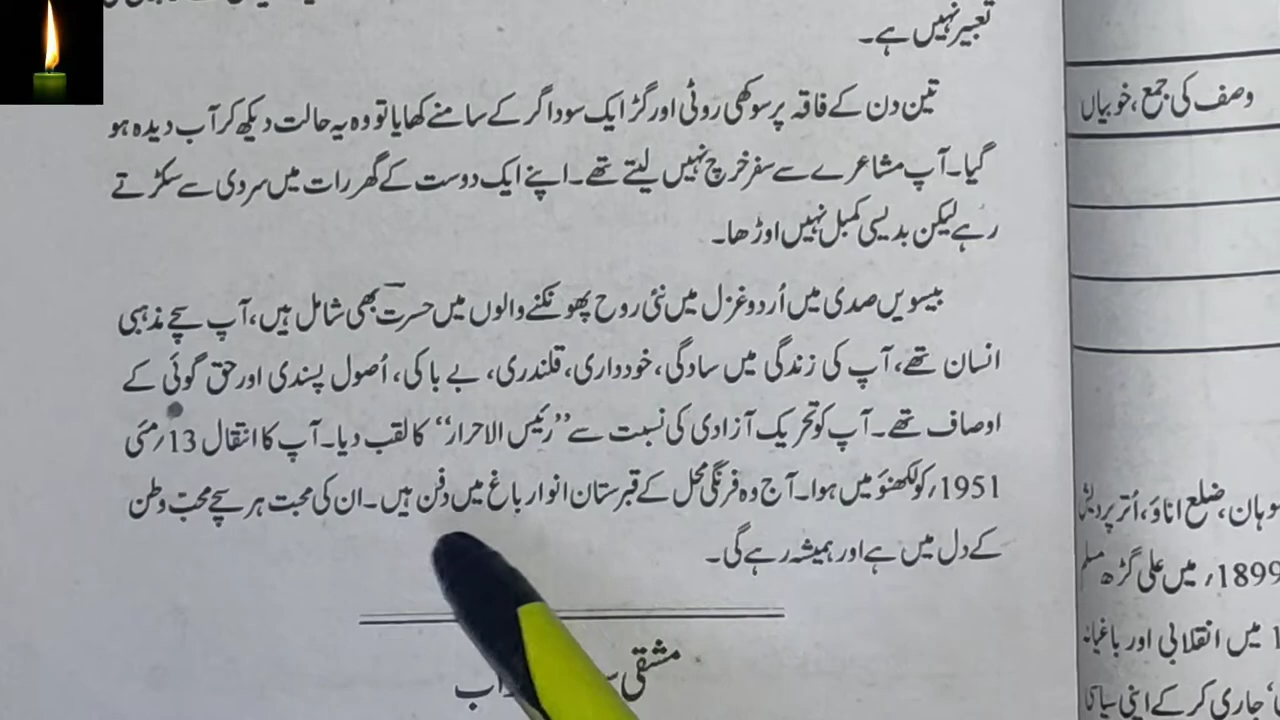 تعبیر نہیں ہے۔
تین دن کے فاقہ پر سوکھی روٹی اور گڑ ایک سوداگر کے سامنے کھایا تو وہ یہ حالت دیکھ کر آب دیدہ ہو
گیا۔ آپ مشاعرے سے سفر خرچ نہیں لیتے تھے۔ اپنے ایک دوست کے گھر رات میں سردی سے سکڑتے
رہے لیکن بدیسی کمبل نہیں اوڑھا۔
بیسویں صدی میں اُردو غزل میں نئی روح پھونکنے والوں میں حسرتؔ بھی شامل ہیں، آپ سچے مذہبی
انسان تھے، آپ کی زندگی میں سادگی، خودداری، قلندری، بے باکی، اُصول پسندی اور حق گوئی کے
اوصاف تھے۔ آپ کو تحریک آزادی کی نسبت سے ”رئیس الاحرار“ کا لقب دیا۔ آپ کا انتقال 13؍مئی
1951؍ کو لکھنؤ میں ہوا۔ آج وہ فرنگی محل کے قبرستان انوار باغ میں دفن ہیں۔ ان کی محبت ہر سچے محبّ وطن
کے دل میں ہے اور ہمیشہ رہے گی۔
مشقی
وصف کی جمع، خوبیاں
موہان، ضلع اناؤ، اُتر پردیش
1899؍ میں علی گڑھ مسلم
میں انقلابی اور باغیانہ
جاری کر کے اپنی سیاسی